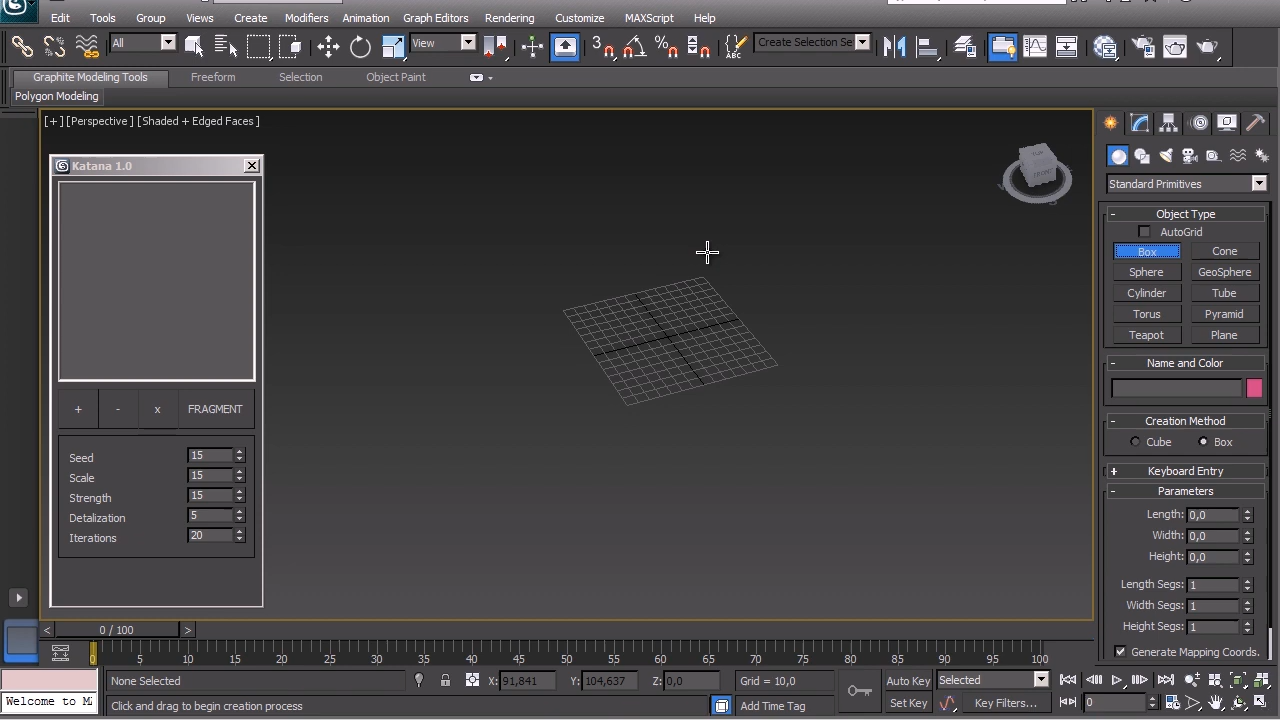 Edit Tools Group Views Create Modifiers Animation Graph Editors Rendering Customize MAXScript Help
All View Create Selection Se
Graphite Modeling Tools Freeform Selection Object Paint
Polygon Modeling
[+] [Perspective] [Shaded + Edged Faces]
Katana 1.0
+ - x FRAGMENT
Seed 15
Scale 15
Strength 15
Detalization 5
Iterations 20
Standard Primitives
- Object Type
AutoGrid
Box Cone
Sphere GeoSphere
Cylinder Tube
Torus Pyramid
Teapot Plane
- Name and Color
- Creation Method
Cube Box
+ Keyboard Entry
- Parameters
Length: 0,0
Width: 0,0
Height: 0,0
Length Segs: 1
Width Segs: 1
Height Segs: 1
Generate Mapping Coords.
< 0 / 100 >
0 5 10 15 20 25 30 35 40 45 50 55 60 65 70 75 80 85 90 95 100
None Selected X: 91,841 Y: 104,637 Z: 0,0 Grid = 10,0 Auto Key Selected
Welcome to M Click and drag to begin creation process Add Time Tag Set Key Key Filters... 0